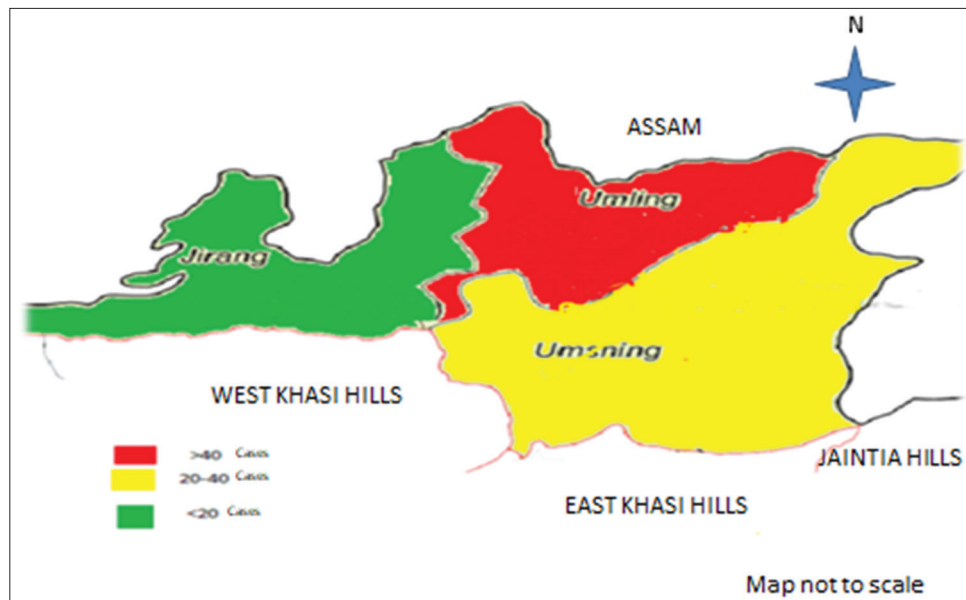 N
ASSAM
Umling
Jirang
Umsning
WEST KHASI HILLS
>40 Cases
20-40 Cases
<20 Cases
JAINTIA HILLS
EAST KHASI HILLS
Map not to scale